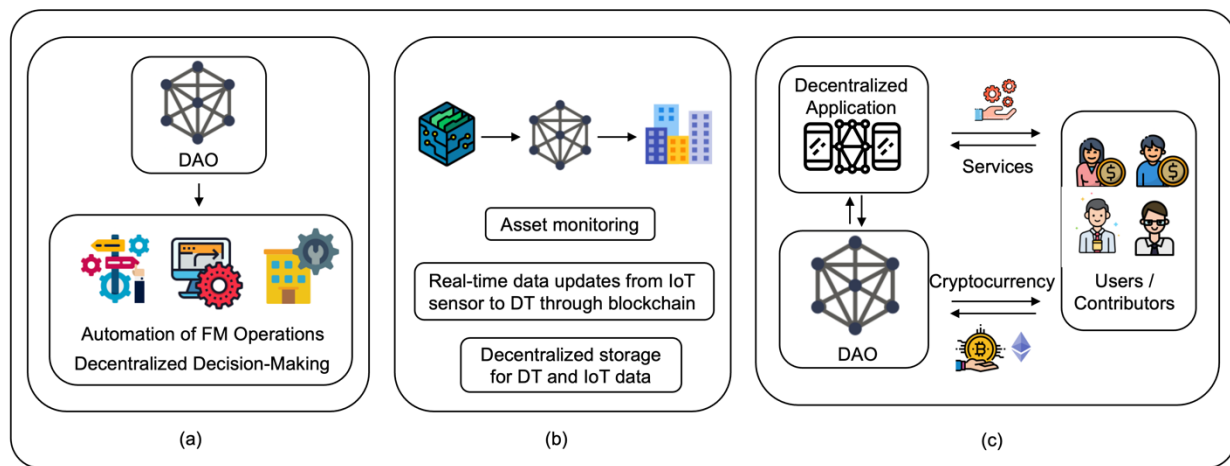 DAO
Automation of FM Operations
Decentralized Decision-Making
(a)
Asset monitoring
Real-time data updates from IoT
sensor to DT through blockchain
Decentralized storage
for DT and IoT data
(b)
Decentralized
Application
Services
DAO
Cryptocurrency
Users /
Contributors
(c)